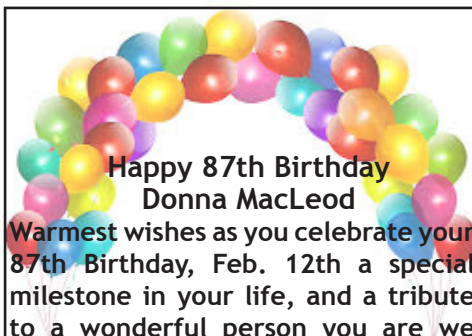 Happy 87th Birthday
Donna MacLeod
Warmest wishes as you celebrate your
87th Birthday, Feb. 12th a special
milestone in your life, and a tribute
to a wonderful person you are we